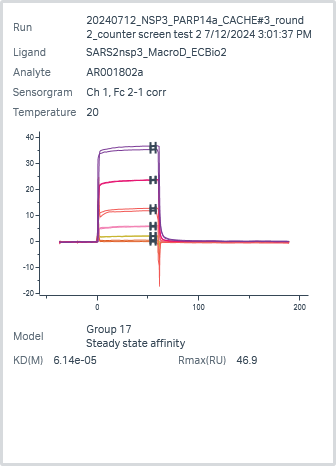 Run 20240712_NSP3_PARP14a_CACHE#3_round
2_counter screen test 2 7/12/2024 3:01:37 PM
Ligand SARS2nsp3_MacroD_ECBio2
Analyte AR001802a
Sensorgram Ch 1, Fc 2-1 corr
Temperature 20
40
30
20
10
0
-10
-20
0 100 200
Model Group 17
Steady state affinity
KD(M) 6.14e-05 Rmax(RU) 46.9